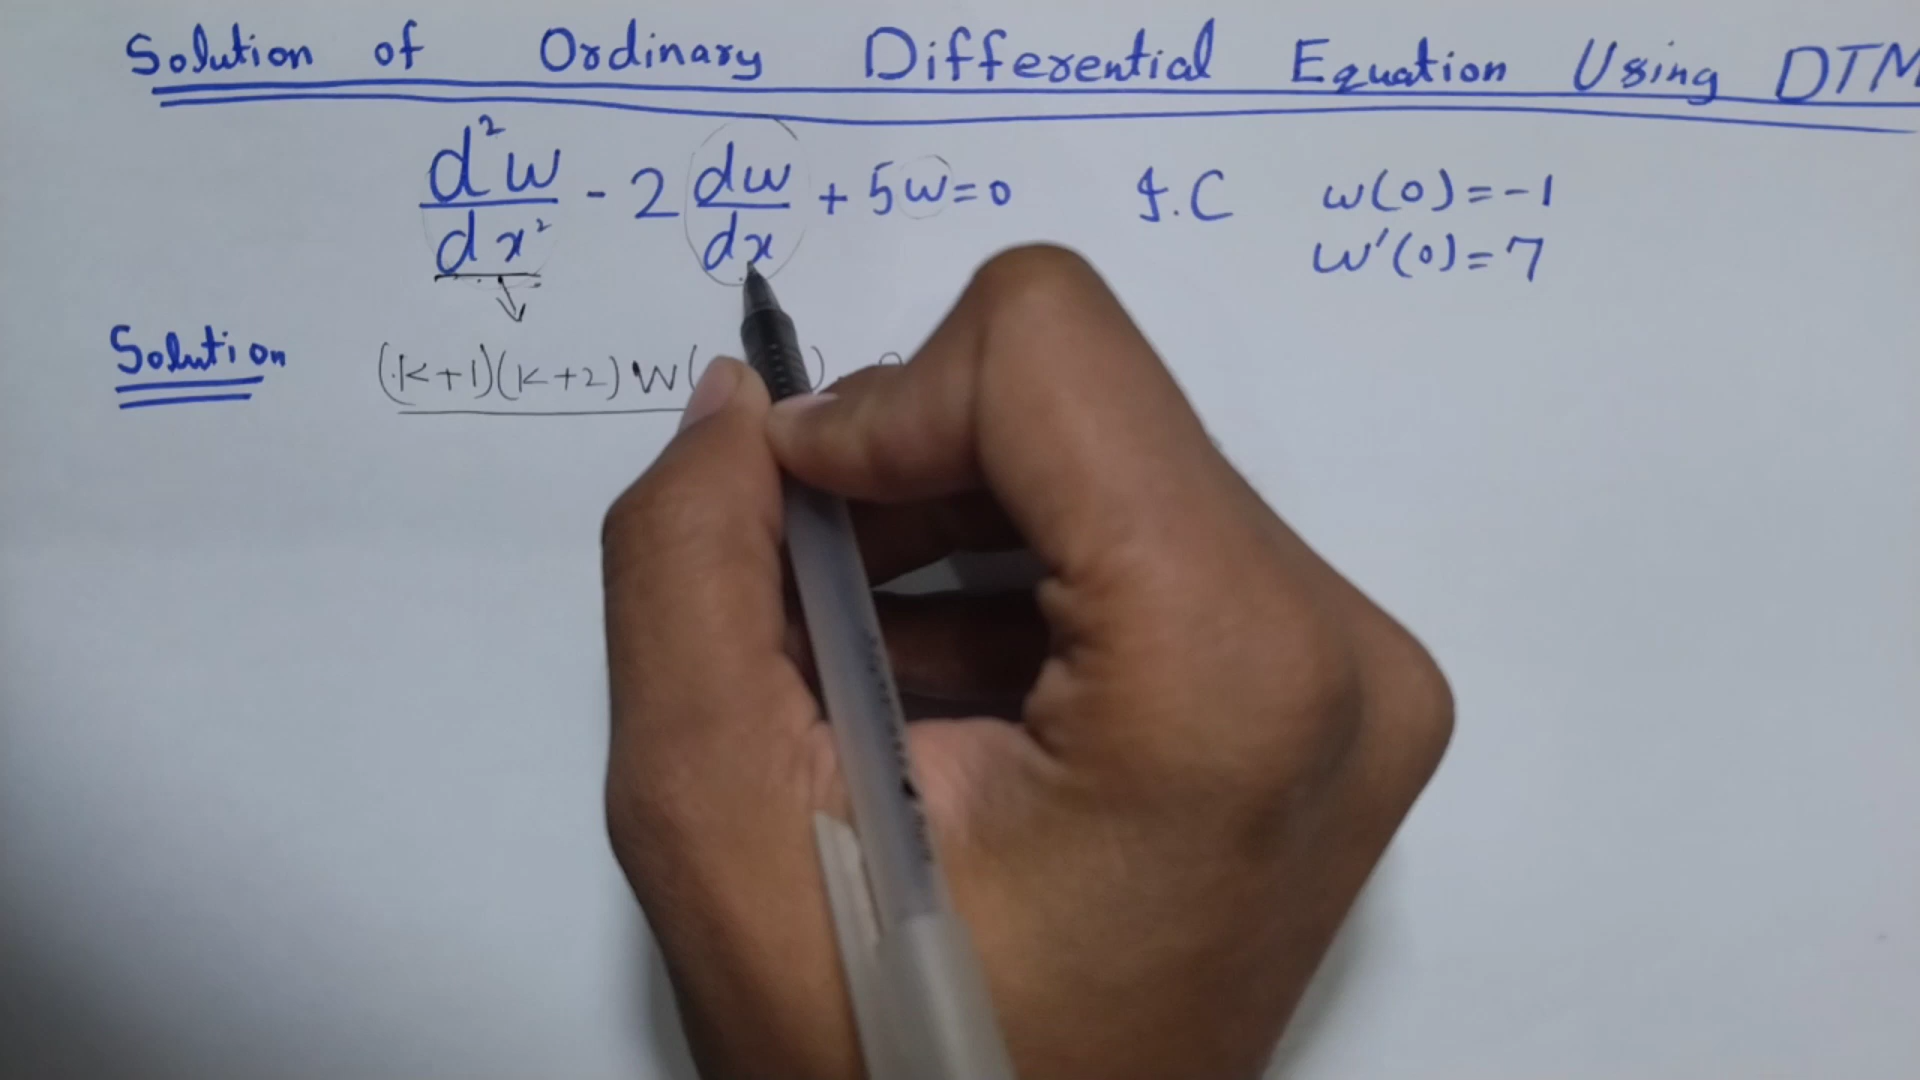 Solution of Ordinary Differential Equation Using DTM
d²w/dx² - 2 dw/dx + 5w = 0 I.C w(0) = -1
w'(0) = 7
Solution (k+1)(k+2) W(